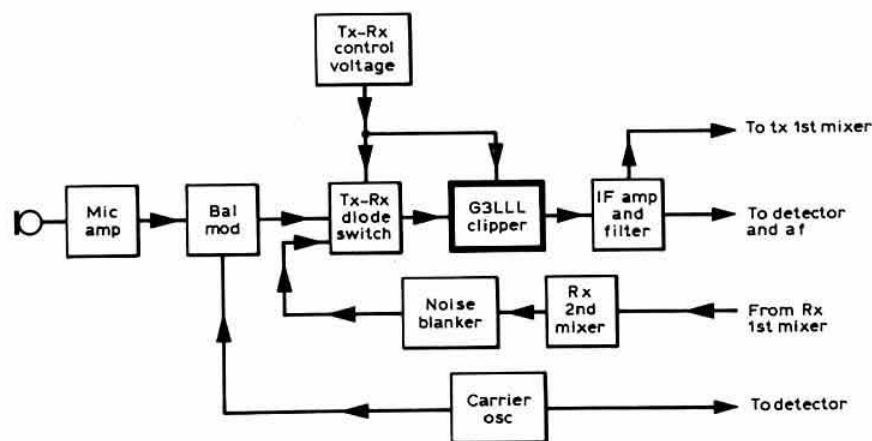 Tx-Rx
control
voltage
To tx 1st mixer
Mic
amp
Bal
mod
Tx-Rx
diode
switch
G3LLL
clipper
IF amp
and
filter
To detector
and af
Noise
blanker
Rx
2nd
mixer
From Rx
1st mixer
Carrier
osc
To detector